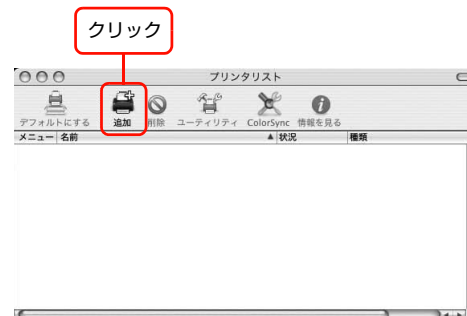 クリック
プリンタリスト
デフォルトにする 追加 削除 ユーティリティ ColorSync 情報を見る
メニュー 名前 状況 種類